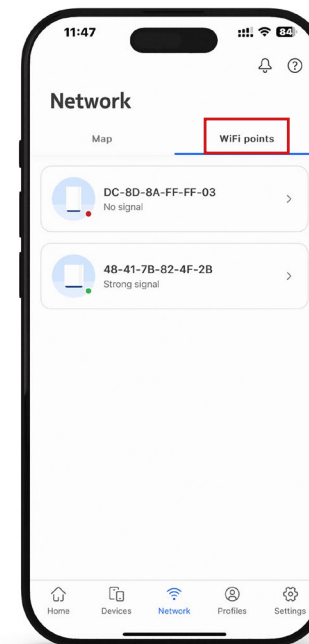 11:47
84
Network
Map
WiFi points
DC-8D-8A-FF-FF-03
No signal
48-41-7B-82-4F-2B
Strong signal
Home
Devices
Network
Profiles
Settings